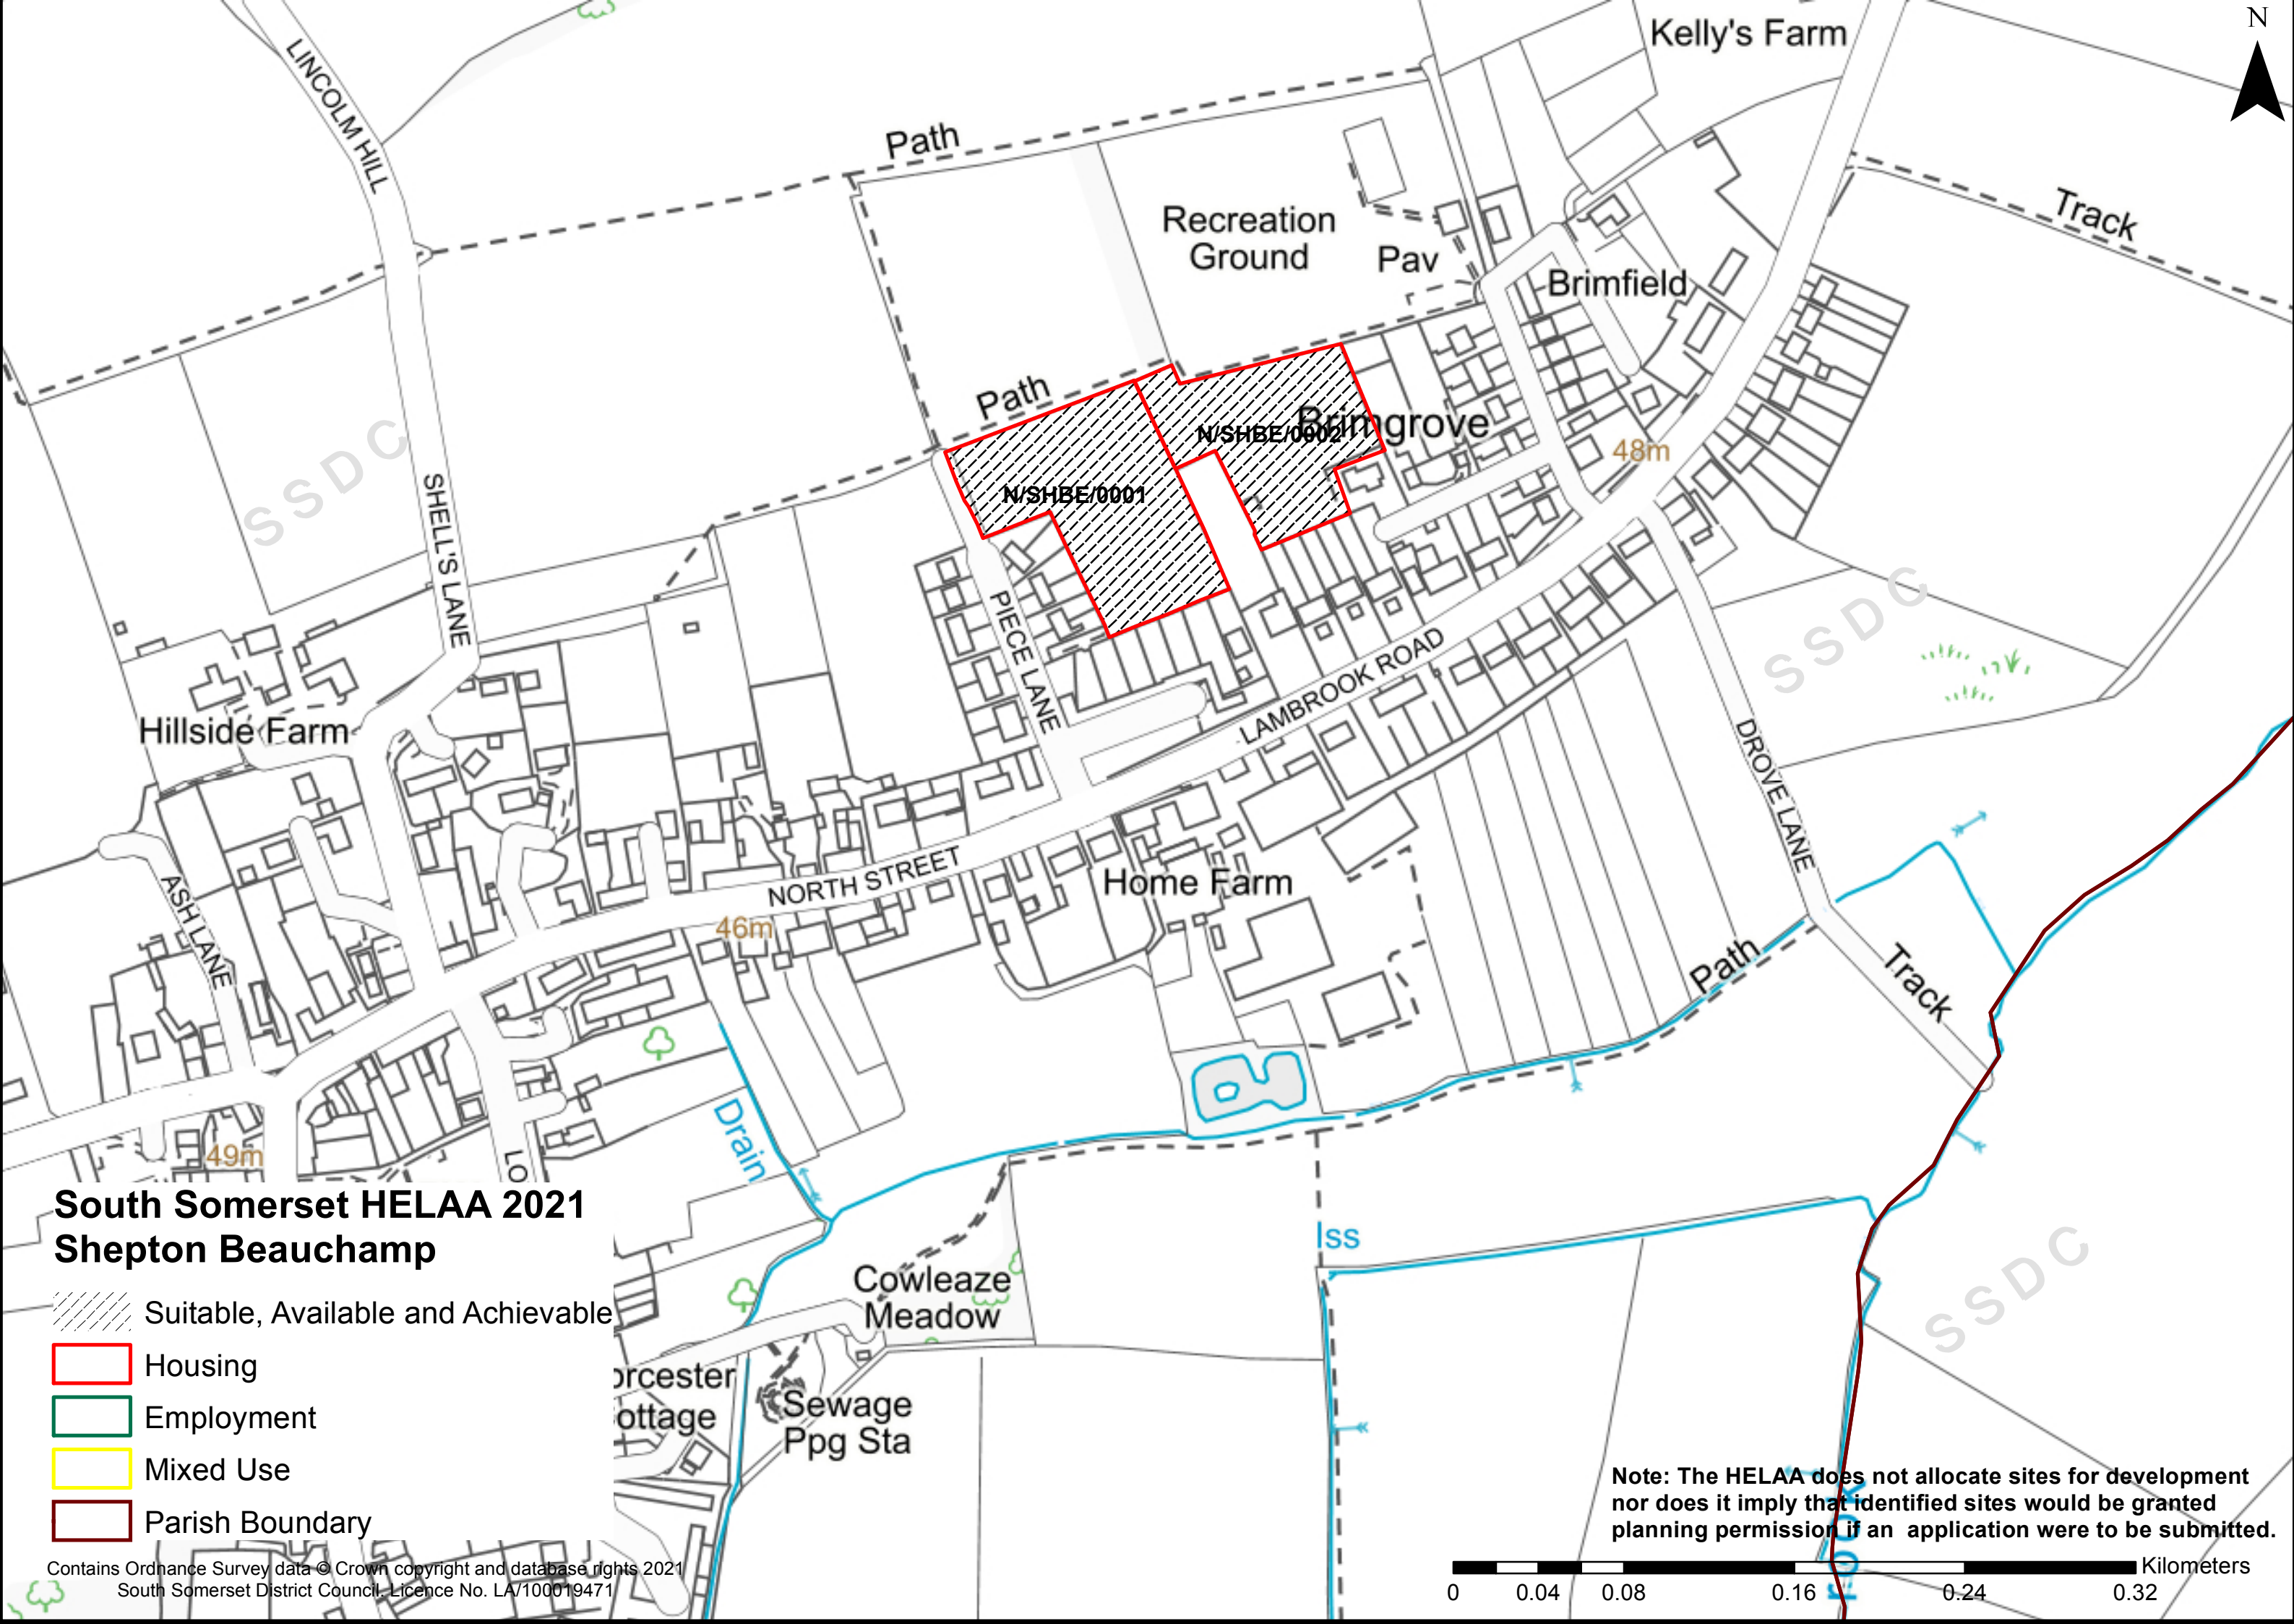 N
Kelly's Farm
LINCOLM HILL
Path
Track
Recreation
Ground
Pav
Brimfield
Path
Brimgrove
N/SHBE/0002
48m
SSDC
N/SHBE/0001
SHELL'S LANE
SSDC
PIECE LANE
LAMBROOK ROAD
Hillside Farm
DROVE LANE
NORTH STREET
Home Farm
ASH LANE
46m
Path
Track
Drain
49m
LO
South Somerset HELAA 2021
Shepton Beauchamp
Iss
SSDC
Cowleaze
Meadow
Suitable, Available and Achievable
Housing
Employment
Mixed Use
Parish Boundary
orcester
ottage
Sewage
Ppg Sta
Note: The HELAA does not allocate sites for development
nor does it imply that identified sites would be granted
planning permission if an application were to be submitted.
rook
Contains Ordnance Survey data © Crown copyright and database rights 2021
South Somerset District Council, Licence No. LA/100019471
Kilometers
0 0.04 0.08 0.16 0.24 0.32